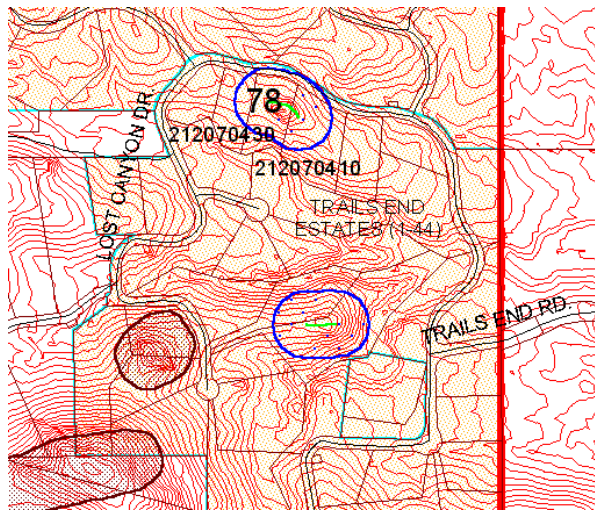 78
LOST CANYON DR.
212070430
212070410
TRAILS END
ESTATES (1-44)
TRAILS END RD.